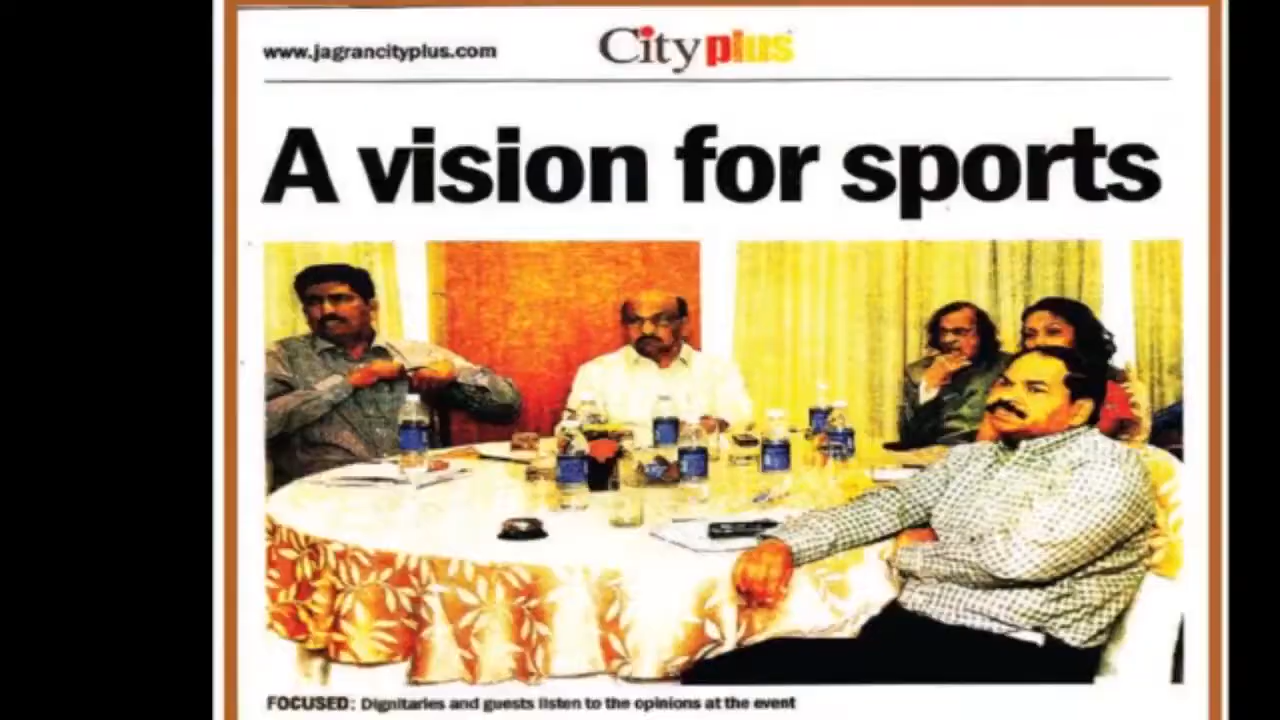 www.jagrancityplus.com
City plus
A vision for sports
FOCUSED: Dignitaries and guests listen to the opinions at the event